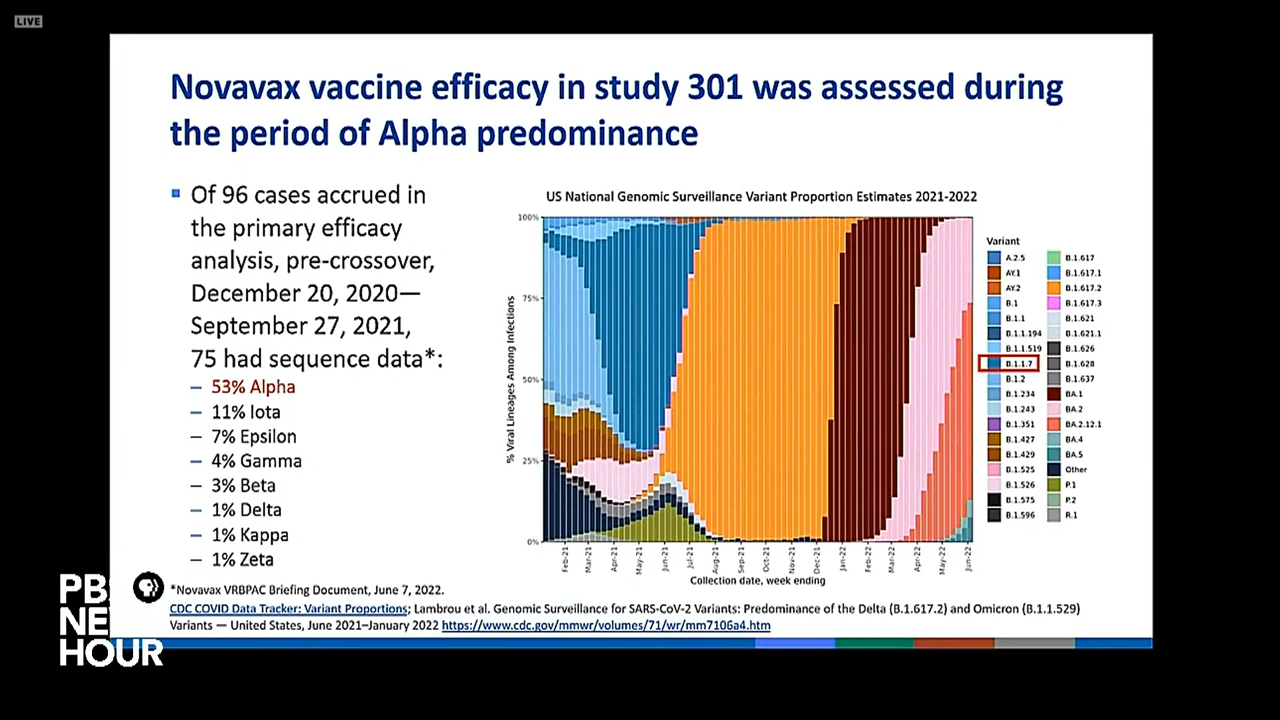 LIVE
Novavax vaccine efficacy in study 301 was assessed during
the period of Alpha predominance
Of 96 cases accrued in
the primary efficacy
analysis, pre-crossover,
December 20, 2020—
September 27, 2021,
75 had sequence data*:
– 53% Alpha
– 11% Iota
– 7% Epsilon
– 4% Gamma
– 3% Beta
– 1% Delta
– 1% Kappa
– 1% Zeta
US National Genomic Surveillance Variant Proportion Estimates 2021-2022
% Viral Lineages Among Infections
100%
75%
50%
25%
0%
Feb-21
Mar-21
Apr-21
May-21
Jun-21
Jul-21
Aug-21
Sep-21
Oct-21
Nov-21
Dec-21
Jan-22
Feb-22
Mar-22
Apr-22
May-22
Jun-22
Collection date, week ending
Variant
A.2.5
AY.1
AY.2
B.1
B.1.1
B.1.1.194
B.1.1.519
B.1.1.7
B.1.2
B.1.234
B.1.243
B.1.351
B.1.427
B.1.429
B.1.525
B.1.526
B.1.575
B.1.596
B.1.617
B.1.617.1
B.1.617.2
B.1.617.3
B.1.621
B.1.621.1
B.1.626
B.1.628
B.1.637
BA.1
BA.2
BA.2.12.1
BA.4
BA.5
Other
P.1
P.2
R.1
*Novavax VRBPAC Briefing Document, June 7, 2022.
CDC COVID Data Tracker: Variant Proportions; Lambrou et al. Genomic Surveillance for SARS-CoV-2 Variants: Predominance of the Delta (B.1.617.2) and Omicron (B.1.1.529)
Variants — United States, June 2021–January 2022 https://www.cdc.gov/mmwr/volumes/71/wr/mm7106a4.htm
PB
NE
HOUR